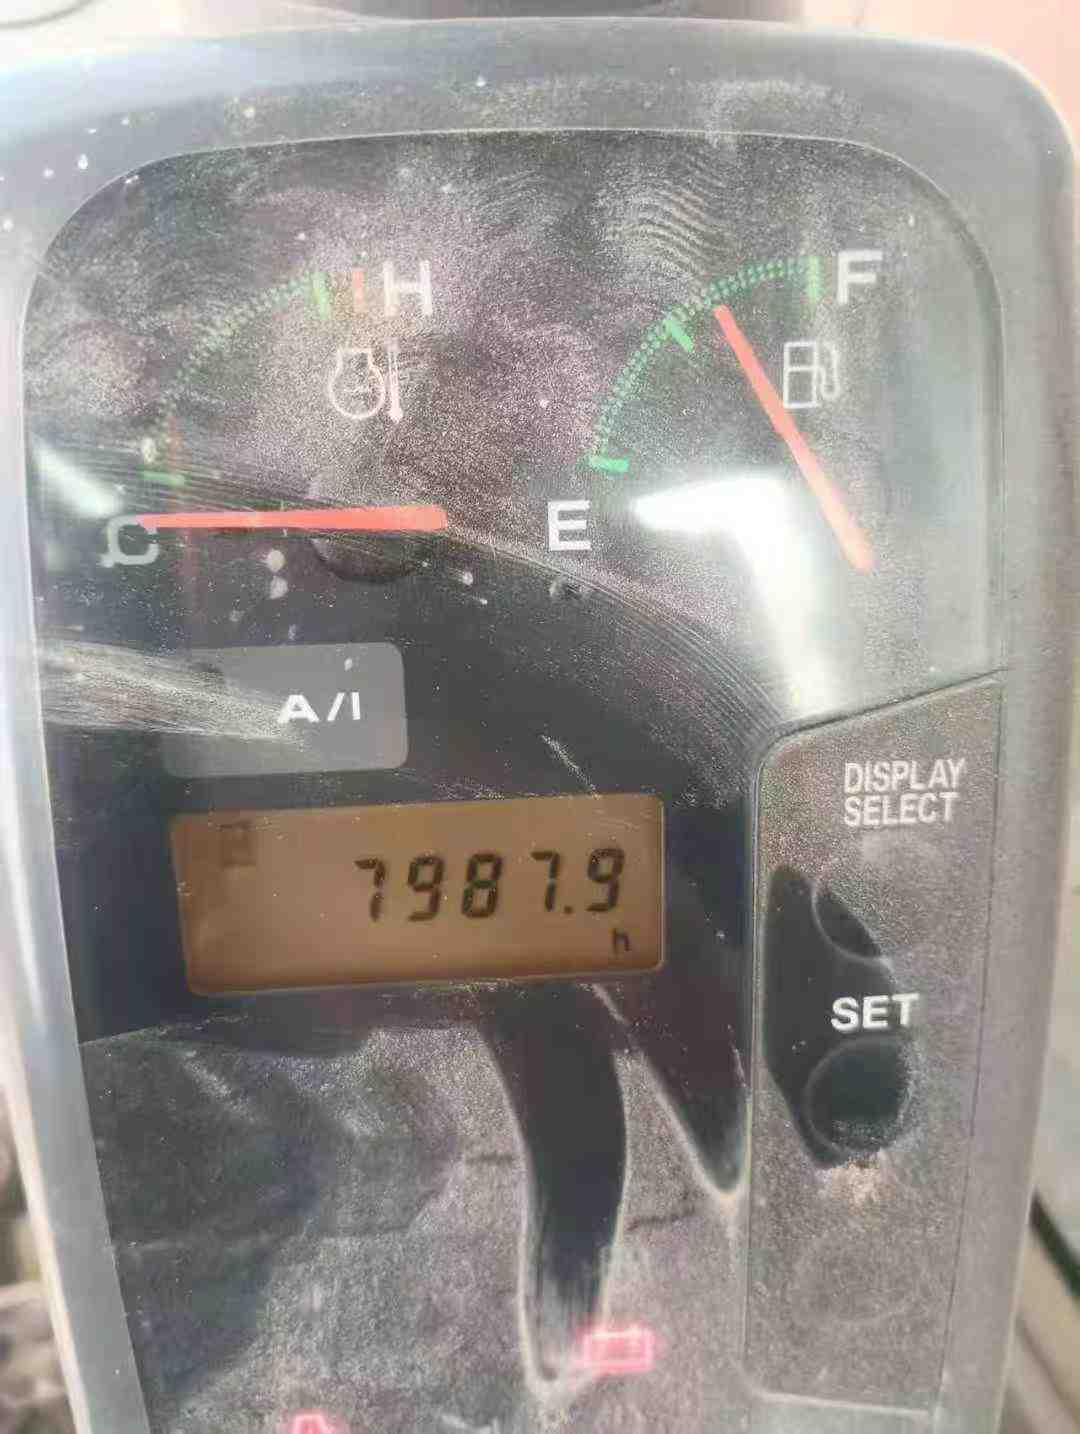 H
F
C
E
A/I
DISPLAY
SELECT
7987.9
h
SET